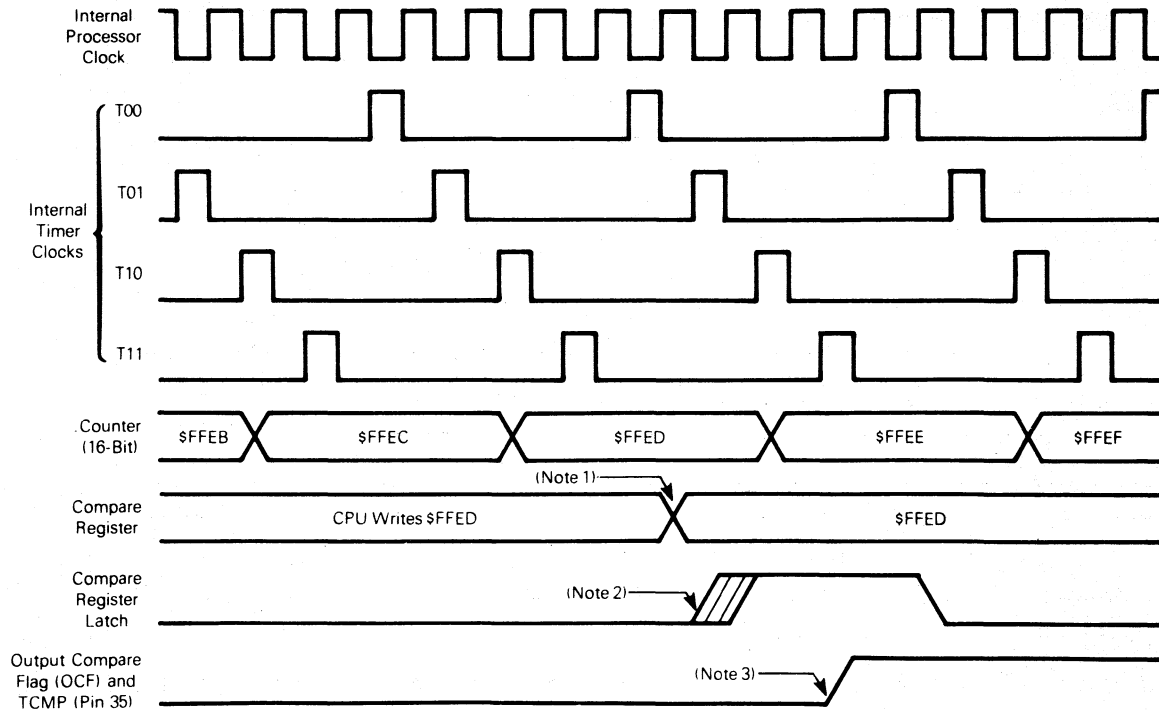 Internal
Processor
Clock
T00
T01
Internal
Timer
Clocks
T10
T11
Counter
(16-Bit)
$FFEB
$FFEC
$FFED
$FFEE
$FFEF
(Note 1)
Compare
Register
CPU Writes $FFED
$FFED
Compare
Register
Latch
(Note 2)
Output Compare
Flag (OCF) and
TCMP (Pin 35)
(Note 3)